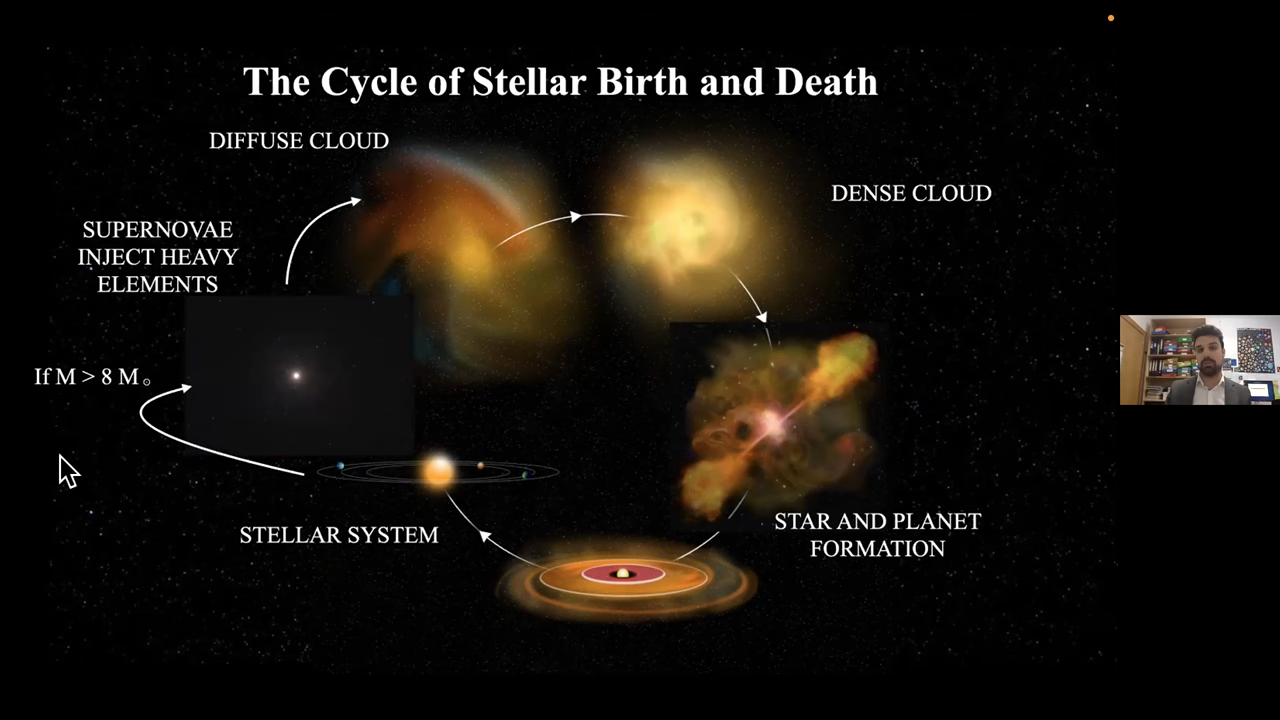 The Cycle of Stellar Birth and Death
DIFFUSE CLOUD
DENSE CLOUD
SUPERNOVAE
INJECT HEAVY
ELEMENTS
If M > 8 M☉
STELLAR SYSTEM
STAR AND PLANET
FORMATION